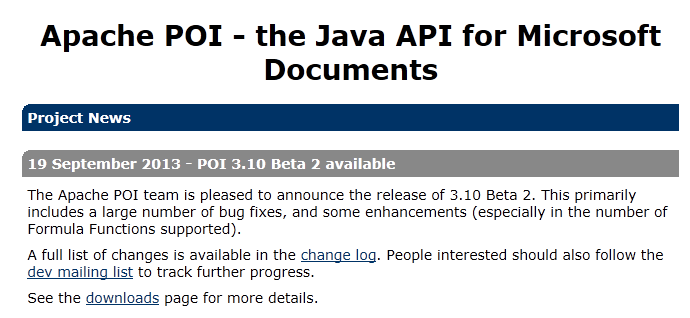 Apache POI - the Java API for Microsoft
Documents
Project News
19 September 2013 - POI 3.10 Beta 2 available
The Apache POI team is pleased to announce the release of 3.10 Beta 2. This primarily
includes a large number of bug fixes, and some enhancements (especially in the number of
Formula Functions supported).
A full list of changes is available in the change log. People interested should also follow the
dev mailing list to track further progress.
See the downloads page for more details.